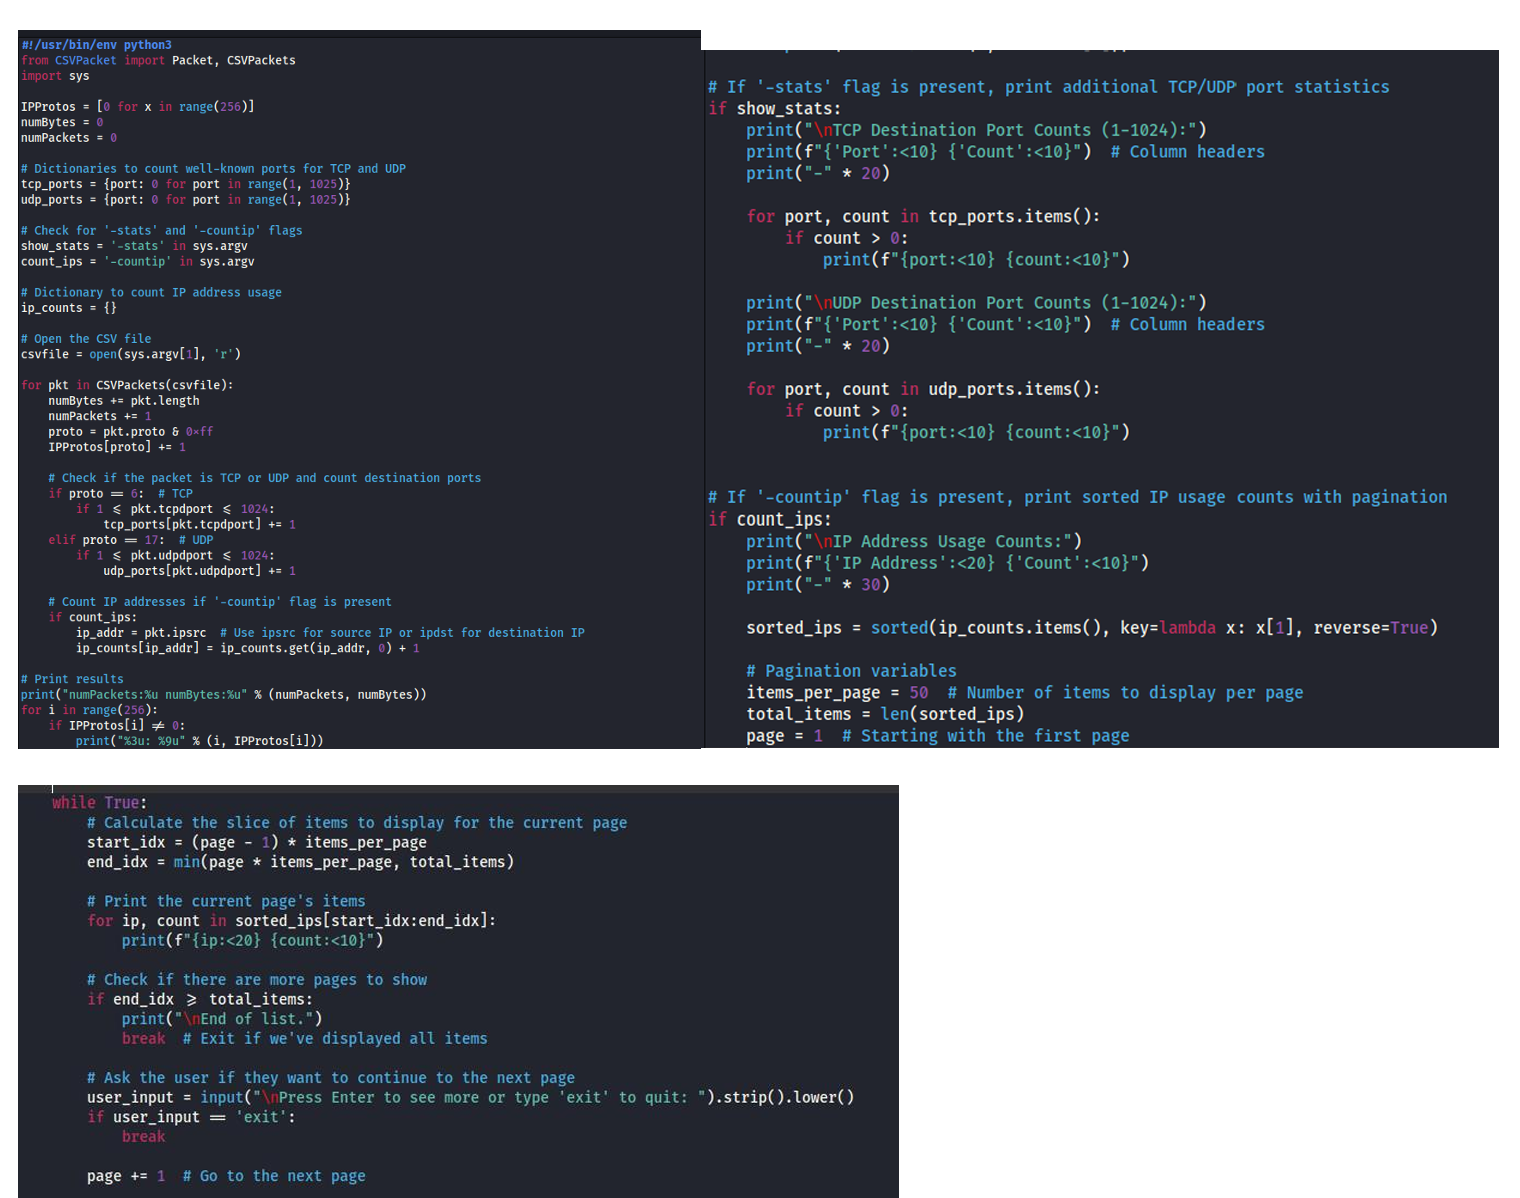 #!/usr/bin/env python3
from CSVPacket import Packet, CSVPackets
import sys

IPProtos = [0 for x in range(256)]
numBytes = 0
numPackets = 0

# Dictionaries to count well-known ports for TCP and UDP
tcp_ports = {port: 0 for port in range(1, 1025)}
udp_ports = {port: 0 for port in range(1, 1025)}

# Check for '-stats' and '-countip' flags
show_stats = '-stats' in sys.argv
count_ips = '-countip' in sys.argv

# Dictionary to count IP address usage
ip_counts = {}

# Open the CSV file
csvfile = open(sys.argv[1], 'r')

for pkt in CSVPackets(csvfile):
    numBytes += pkt.length
    numPackets += 1
    proto = pkt.proto & 0xff
    IPProtos[proto] += 1

    # Check if the packet is TCP or UDP and count destination ports
    if proto == 6:  # TCP
        if 1 <= pkt.tcpdport <= 1024:
            tcp_ports[pkt.tcpdport] += 1
    elif proto == 17:  # UDP
        if 1 <= pkt.udpdport <= 1024:
            udp_ports[pkt.udpdport] += 1

    # Count IP addresses if '-countip' flag is present
    if count_ips:
        ip_addr = pkt.ipsrc  # Use ipsrc for source IP or ipdst for destination IP
        ip_counts[ip_addr] = ip_counts.get(ip_addr, 0) + 1

# Print results
print("numPackets:%u numBytes:%u" % (numPackets, numBytes))
for i in range(256):
    if IPProtos[i] != 0:
        print("%3u: %9u" % (i, IPProtos[i]))

# If '-stats' flag is present, print additional TCP/UDP port statistics
if show_stats:
    print("\nTCP Destination Port Counts (1-1024):")
    print(f"{'Port':<10} {'Count':<10}")  # Column headers
    print("-" * 20)

    for port, count in tcp_ports.items():
        if count > 0:
            print(f"{port:<10} {count:<10}")

    print("\nUDP Destination Port Counts (1-1024):")
    print(f"{'Port':<10} {'Count':<10}")  # Column headers
    print("-" * 20)

    for port, count in udp_ports.items():
        if count > 0:
            print(f"{port:<10} {count:<10}")

# If '-countip' flag is present, print sorted IP usage counts with pagination
if count_ips:
    print("\nIP Address Usage Counts:")
    print(f"{'IP Address':<20} {'Count':<10}")
    print("-" * 30)

    sorted_ips = sorted(ip_counts.items(), key=lambda x: x[1], reverse=True)

    # Pagination variables
    items_per_page = 50  # Number of items to display per page
    total_items = len(sorted_ips)
    page = 1  # Starting with the first page

    while True:
        # Calculate the slice of items to display for the current page
        start_idx = (page - 1) * items_per_page
        end_idx = min(page * items_per_page, total_items)

        # Print the current page's items
        for ip, count in sorted_ips[start_idx:end_idx]:
            print(f"{ip:<20} {count:<10}")

        # Check if there are more pages to show
        if end_idx >= total_items:
            print("\nEnd of list.")
            break  # Exit if we've displayed all items

        # Ask the user if they want to continue to the next page
        user_input = input("\nPress Enter to see more or type 'exit' to quit: ").strip().lower()
        if user_input == 'exit':
            break

        page += 1  # Go to the next page